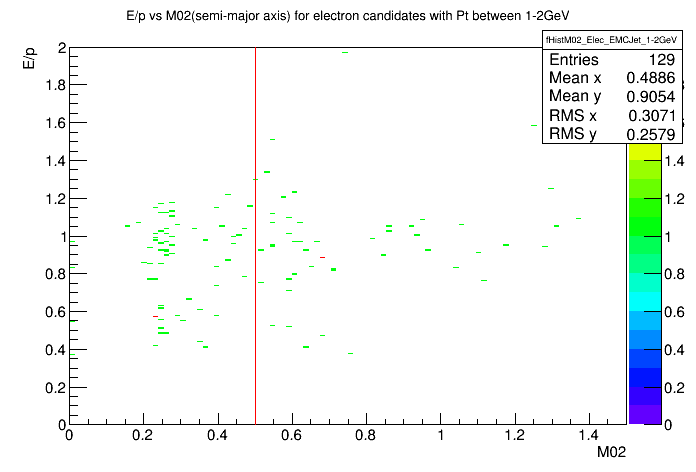 E/p vs M02(semi-major axis) for electron candidates with Pt between 1-2GeV
fHistM02_Elec_EMCJet_1-2GeV
Entries 129
Mean x 0.4886
Mean y 0.9054
RMS x 0.3071
RMS y 0.2579
E/p
2
1.8
1.6
1.4
1.2
1
0.8
0.6
0.4
0.2
0
0 0.2 0.4 0.6 0.8 1 1.2 1.4
M02
1.4
1.2
1
0.8
0.6
0.4
0.2
0